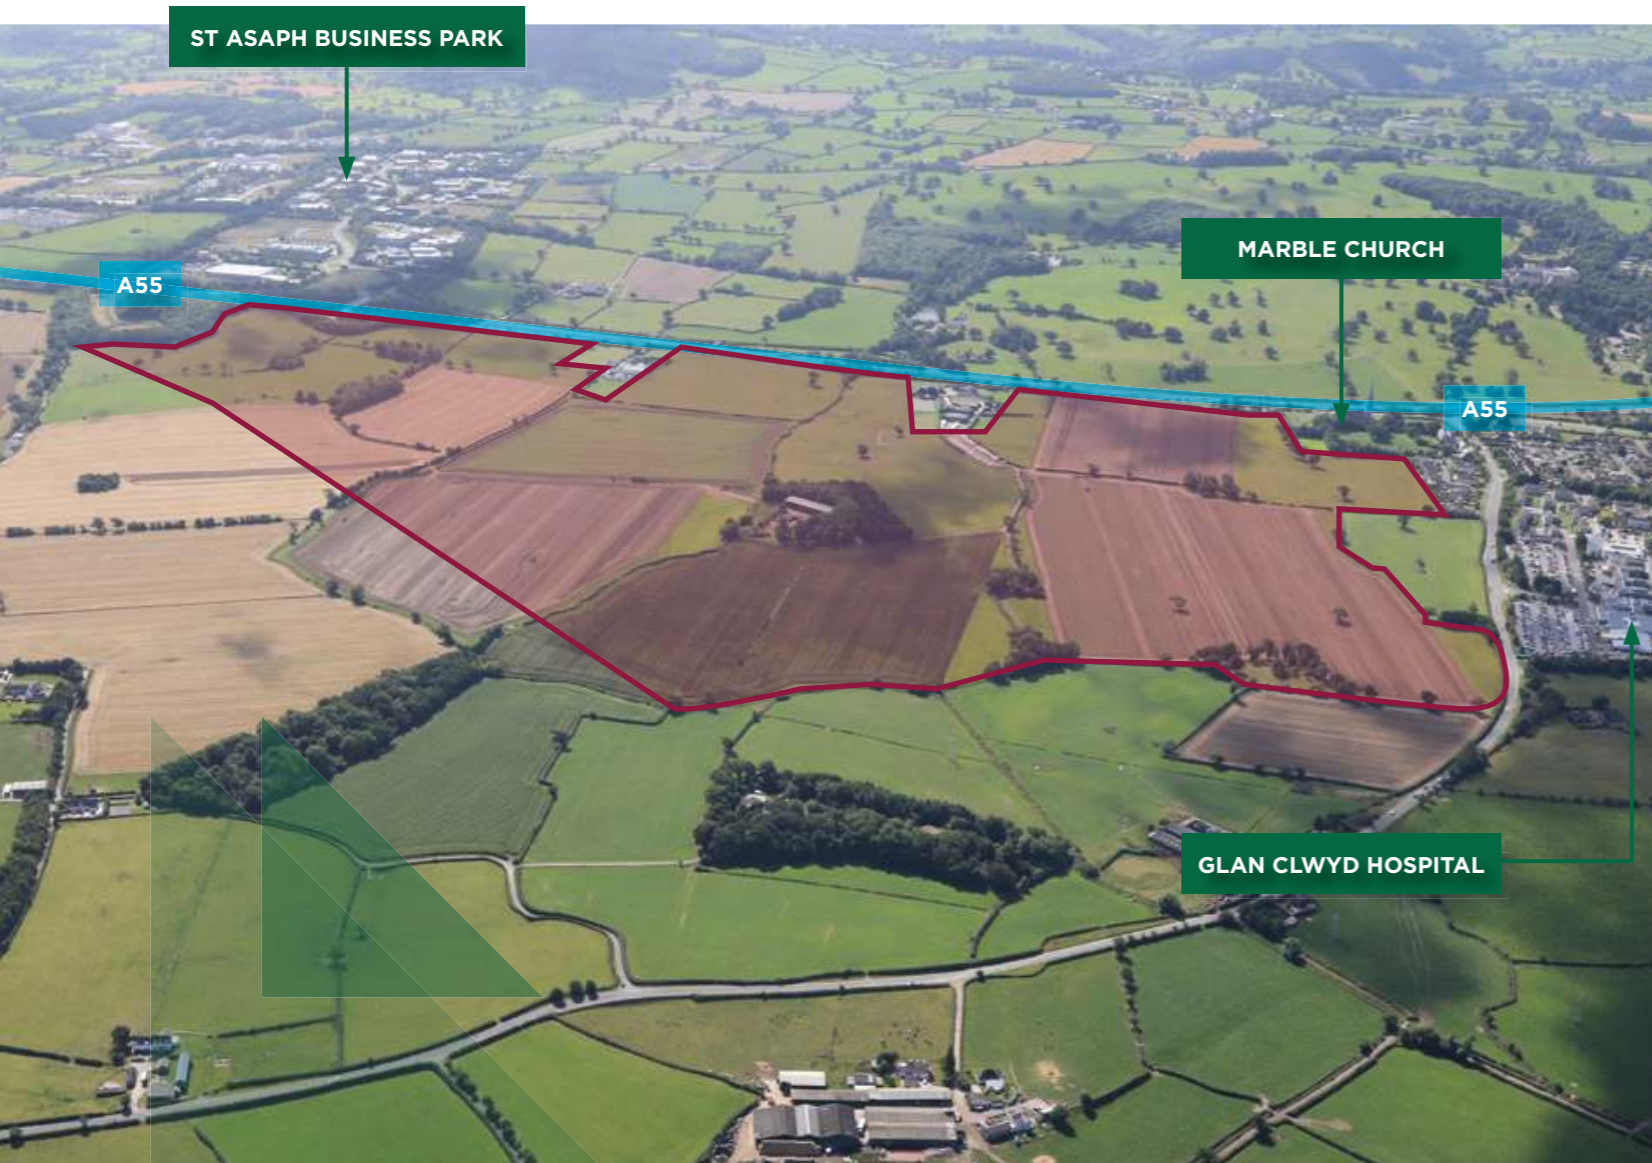 ST ASAPH BUSINESS PARK
MARBLE CHURCH
A55
A55
GLAN CLWYD HOSPITAL